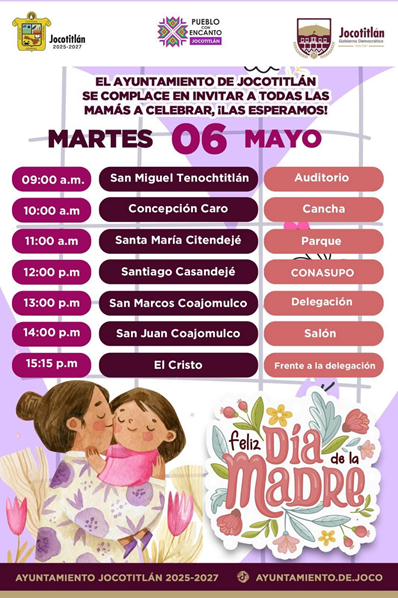 Jocotitlán
2025-2027
PUEBLO
CON
ENCANTO
JOCOTITLÁN
Jocotitlán
Gobierno Democrático
EL AYUNTAMIENTO DE JOCOTITLÁN
SE COMPLACE EN INVITAR A TODAS LAS
MAMÁS A CELEBRAR, ¡LAS ESPERAMOS!
MARTES 06 MAYO
09:00 a.m. San Miguel Tenochtitlán Auditorio
10:00 a.m Concepción Caro Cancha
11:00 a.m Santa María Citendejé Parque
12:00 p.m Santiago Casandejé CONASUPO
13:00 p.m San Marcos Coajomulco Delegación
14:00 p.m San Juan Coajomulco Salón
15:15 p.m El Cristo Frente a la delegación
feliz DÍA
de la
MADRE
AYUNTAMIENTO JOCOTITLÁN 2025-2027 AYUNTAMIENTO.DE.JOCO